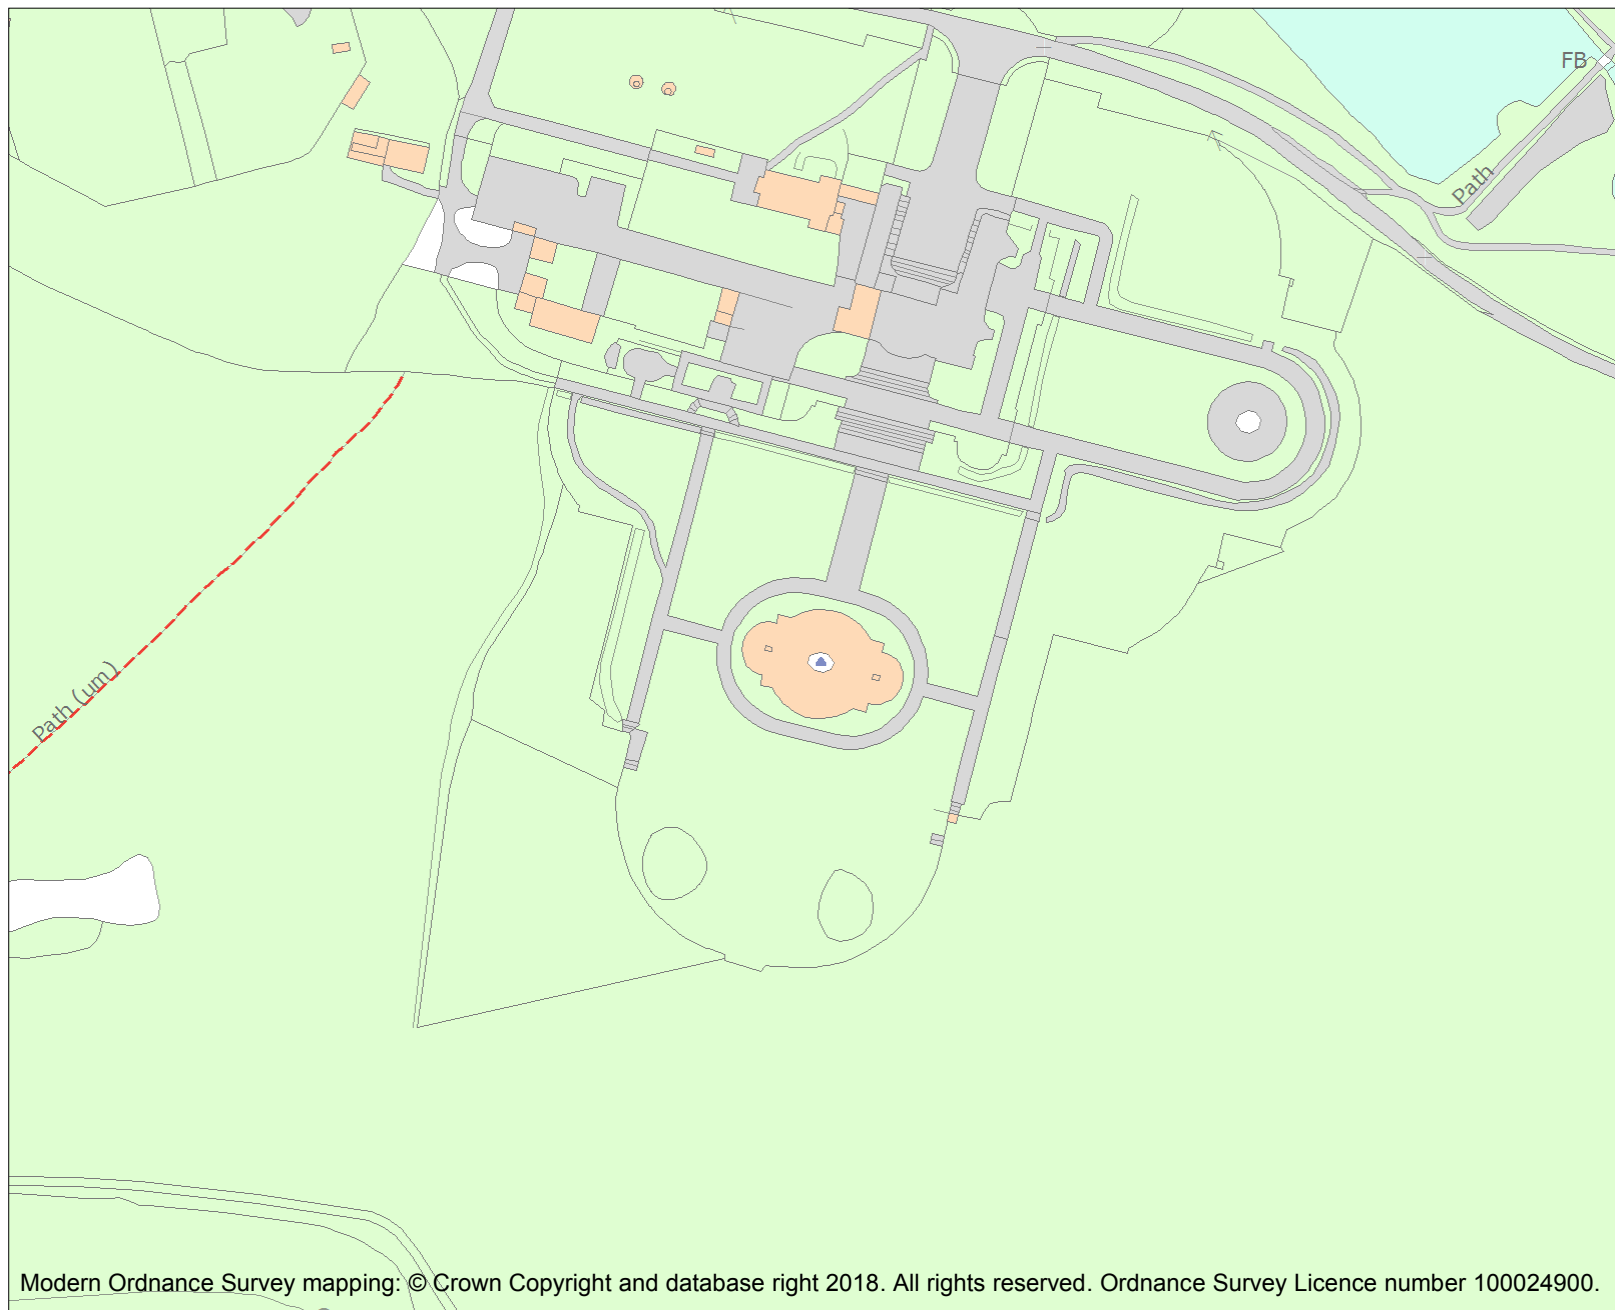 FB
Path
Path (um)
Modern Ordnance Survey mapping: © Crown Copyright and database right 2018. All rights reserved. Ordnance Survey Licence number 100024900.